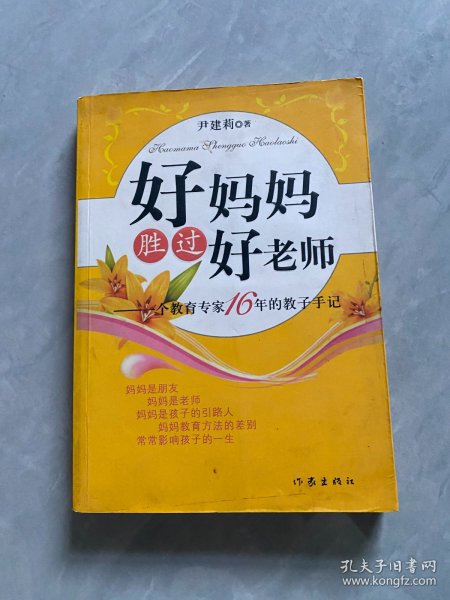 尹建莉◎著
Haomama Shengguo Haolaoshi
好妈妈
胜过
好老师
——一个教育专家16年的教子手记
妈妈是朋友
妈妈是老师
妈妈是孩子的引路人
妈妈教育方法的差别
常常影响孩子的一生
作家出版社
孔夫子旧书网
www.kongfz.com